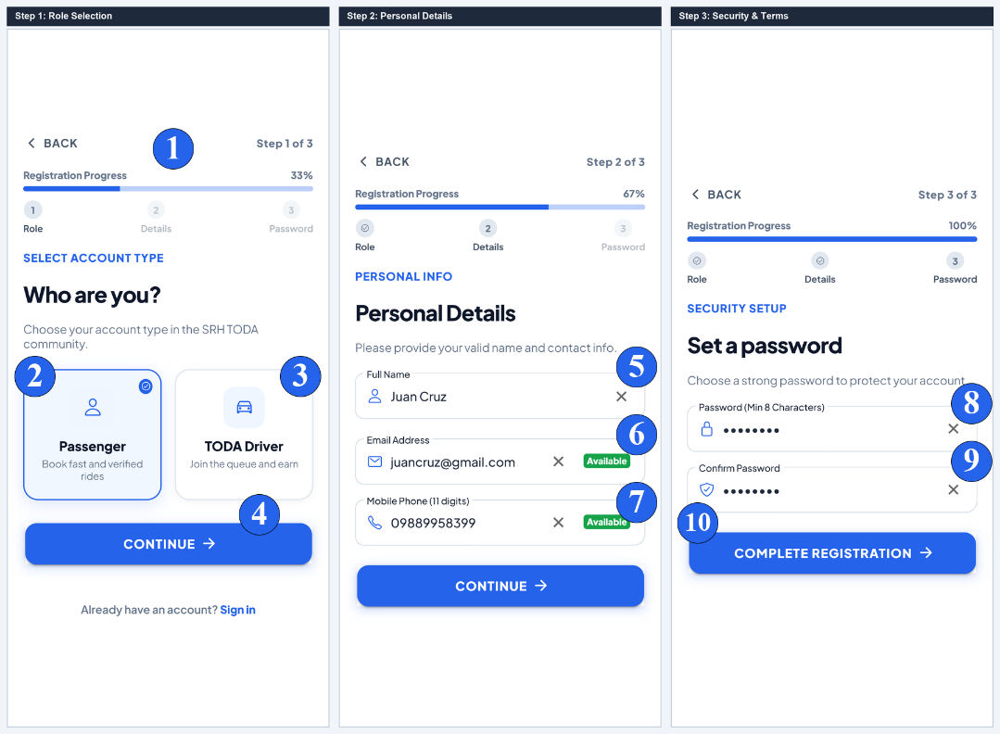 Step 1: Role Selection
BACK
1
Step 1 of 3
Registration Progress
33%
1
2
3
Role
Details
Password
SELECT ACCOUNT TYPE
Who are you?
Choose your account type in the SRH TODA
community.
2
3
Passenger
Book fast and verified
rides
TODA Driver
Join the queue and earn
4
CONTINUE
Already have an account? Sign in
Step 2: Personal Details
BACK
Step 2 of 3
Registration Progress
67%
2
3
Role
Details
Password
PERSONAL INFO
Personal Details
Please provide your valid name and contact info.
5
Full Name
Juan Cruz
6
Email Address
juancruz@gmail.com
Available
7
Mobile Phone (11 digits)
09889958399
Available
CONTINUE
Step 3: Security & Terms
BACK
Step 3 of 3
Registration Progress
100%
3
Role
Details
Password
SECURITY SETUP
Set a password
Choose a strong password to protect your account
8
Password (Min 8 Characters)
••••••••
9
Confirm Password
••••••••
10
COMPLETE REGISTRATION